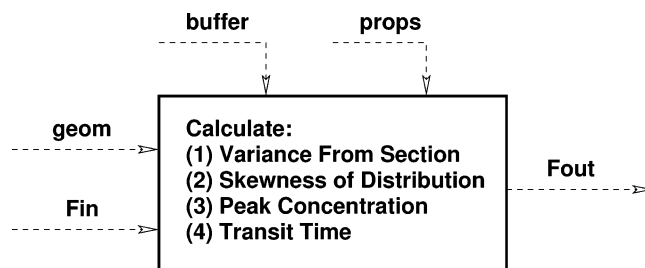 buffer
props
geom
Fin
Calculate:
(1) Variance From Section
(2) Skewness of Distribution
(3) Peak Concentration
(4) Transit Time
Fout